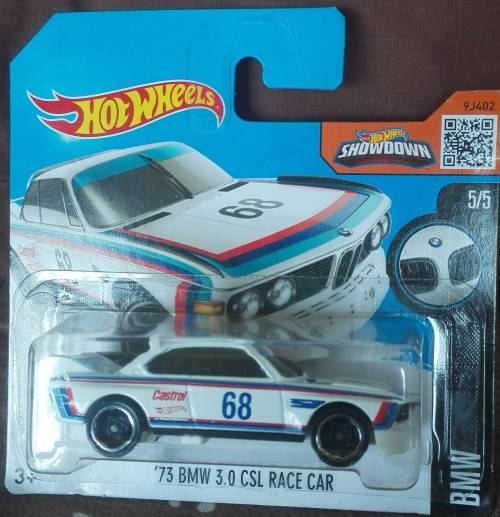 HOT WHEELS
9J402
HOT WHEELS
SHOWDOWN
5/5
68
Castrol
68
3+
'73 BMW 3.0 CSL RACE CAR
BMW